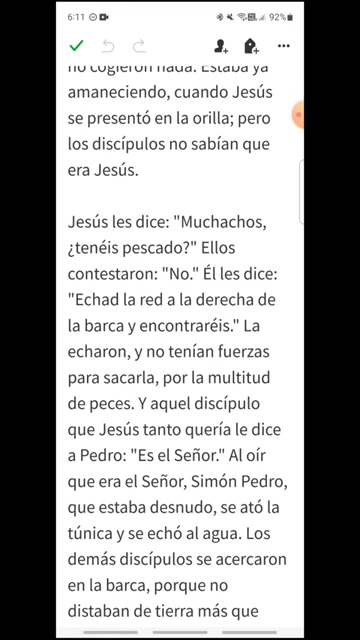 6:11
92%
no cogieron nada. Estaba ya
amaneciendo, cuando Jesús
se presentó en la orilla; pero
los discípulos no sabían que
era Jesús.
Jesús les dice: "Muchachos,
¿tenéis pescado?" Ellos
contestaron: "No." Él les dice:
"Echad la red a la derecha de
la barca y encontraréis." La
echaron, y no tenían fuerzas
para sacarla, por la multitud
de peces. Y aquel discípulo
que Jesús tanto quería le dice
a Pedro: "Es el Señor." Al oír
que era el Señor, Simón Pedro,
que estaba desnudo, se ató la
túnica y se echó al agua. Los
demás discípulos se acercaron
en la barca, porque no
distaban de tierra más que